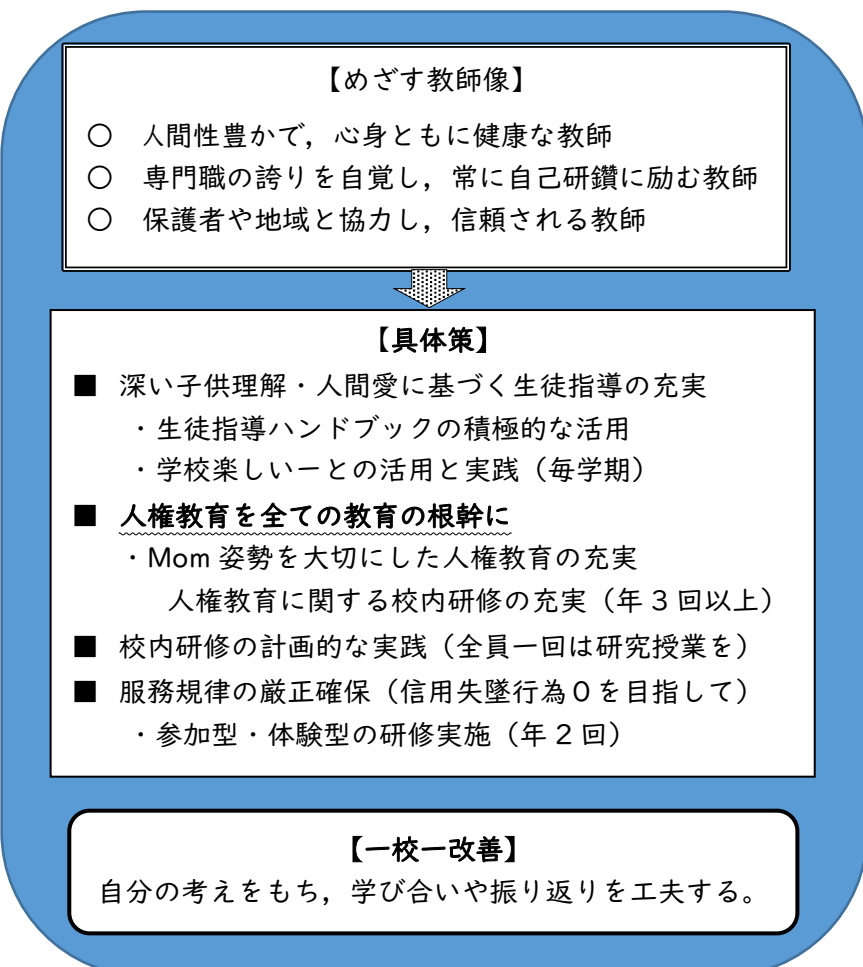 【めざす教師像】
○ 人間性豊かで，心身ともに健康な教師
○ 専門職の誇りを自覚し，常に自己研鑽に励む教師
○ 保護者や地域と協力し，信頼される教師
【具体策】
■ 深い子供理解・人間愛に基づく生徒指導の充実
・生徒指導ハンドブックの積極的な活用
・学校楽しぃーとの活用と実践（毎学期）
■ 人権教育を全ての教育の根幹に
・Mom 姿勢を大切にした人権教育の充実
人権教育に関する校内研修の充実（年３回以上）
■ 校内研修の計画的な実践（全員一回は研究授業を）
■ 服務規律の厳正確保（信用失墜行為０を目指して）
・参加型・体験型の研修実施（年２回）
【一校一改善】
自分の考えをもち，学び合いや振り返りを工夫する。